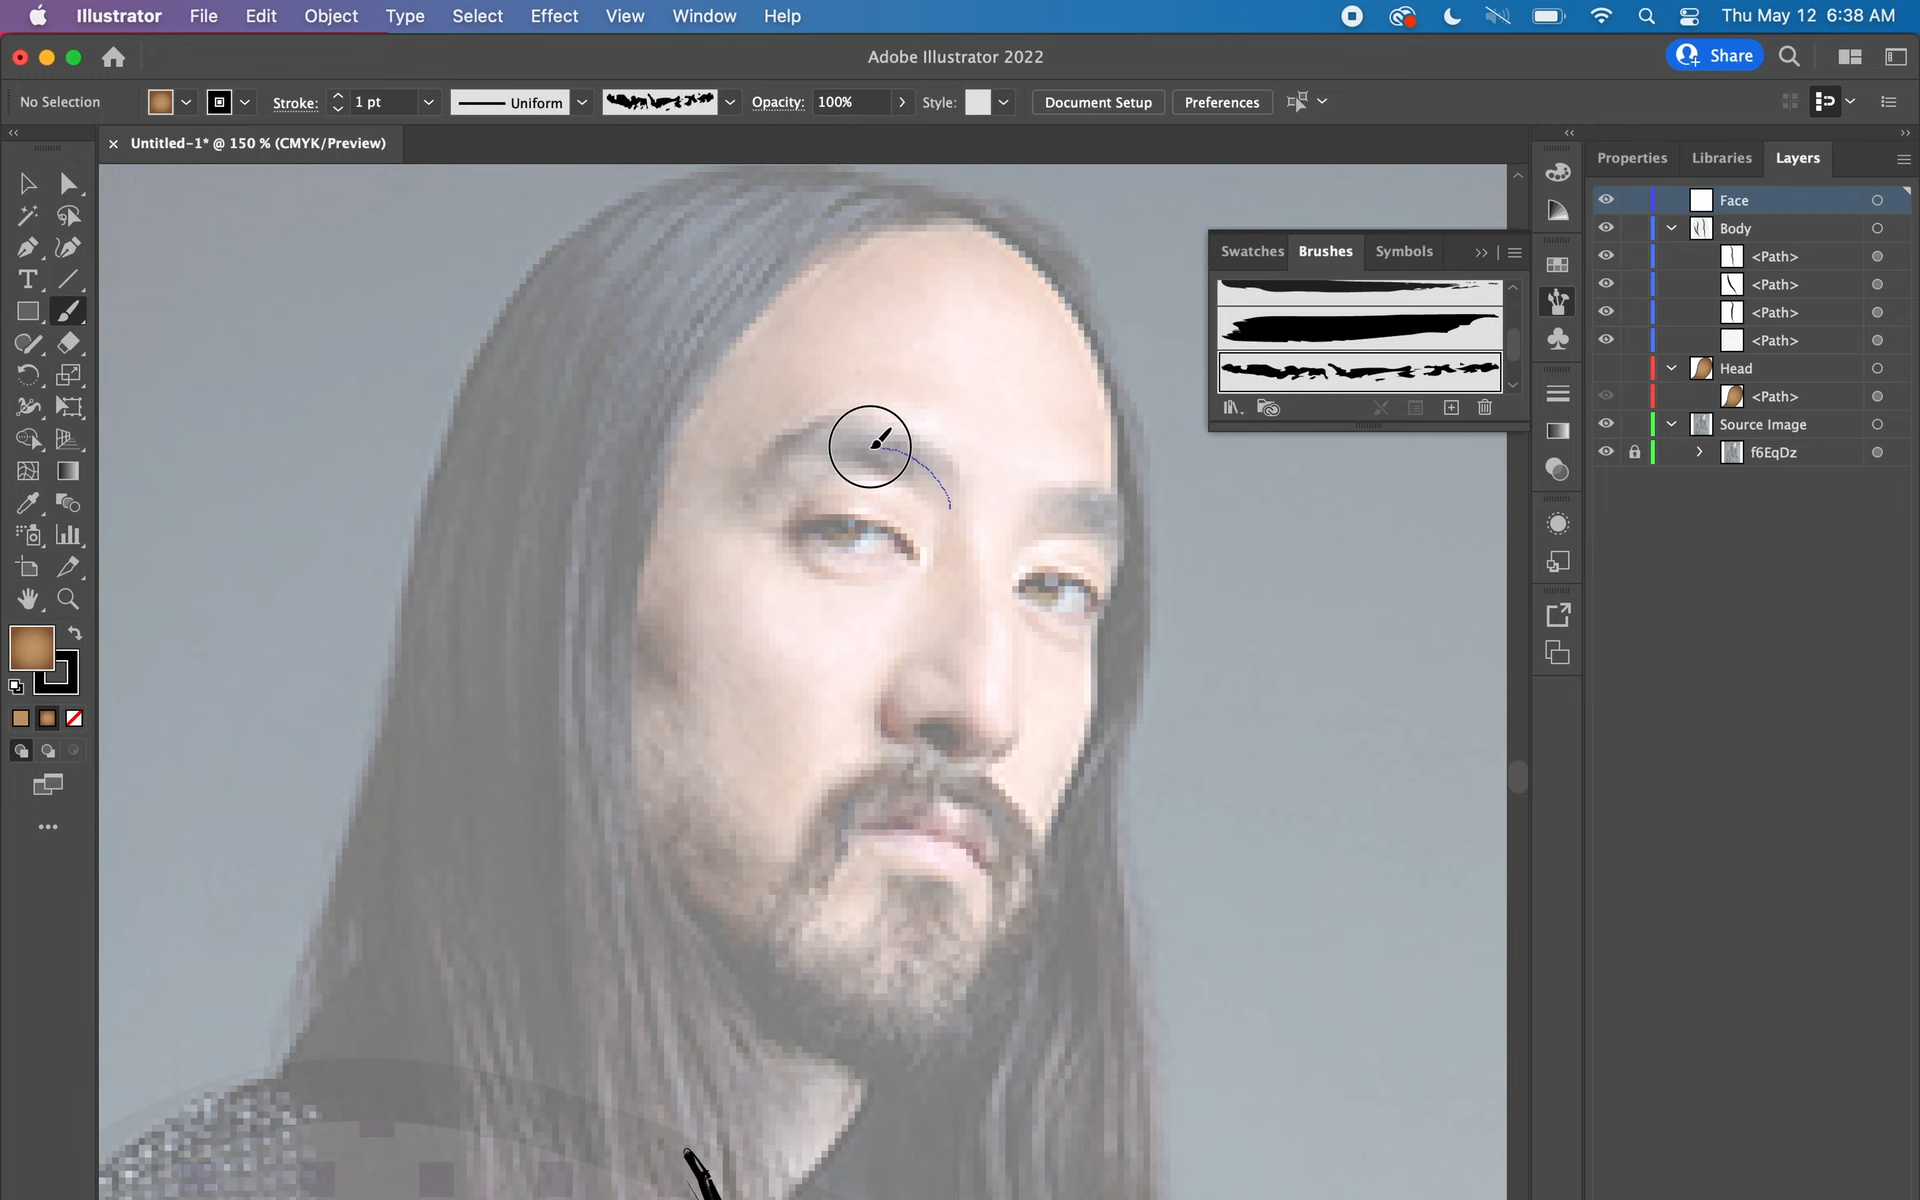 Illustrator File Edit Object Type Select Effect View Window Help Thu May 12 6:38 AM
Adobe Illustrator 2022 Share
No Selection Stroke: 1 pt Uniform Opacity: 100% Style: Document Setup Preferences
× Untitled-1* @ 150 % (CMYK/Preview)
Properties Libraries Layers
Face
Body
<Path>
<Path>
<Path>
<Path>
Head
<Path>
Source Image
f6EqDz
Swatches Brushes Symbols